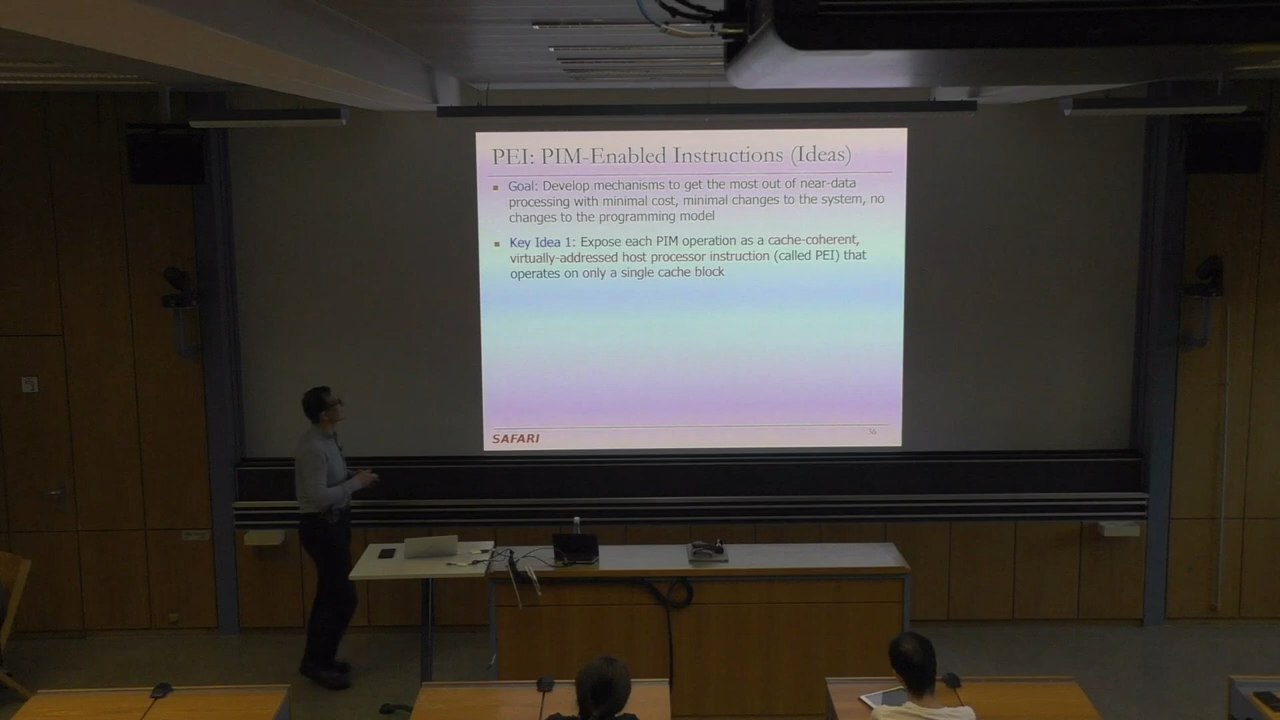 PEI: PIM-Enabled Instructions (Ideas)
Goal: Develop mechanisms to get the most out of near-data
processing with minimal cost, minimal changes to the system, no
changes to the programming model
Key Idea 1: Expose each PIM operation as a cache-coherent,
virtually-addressed host processor instruction (called PEI) that
operates on only a single cache block
SAFARI
36